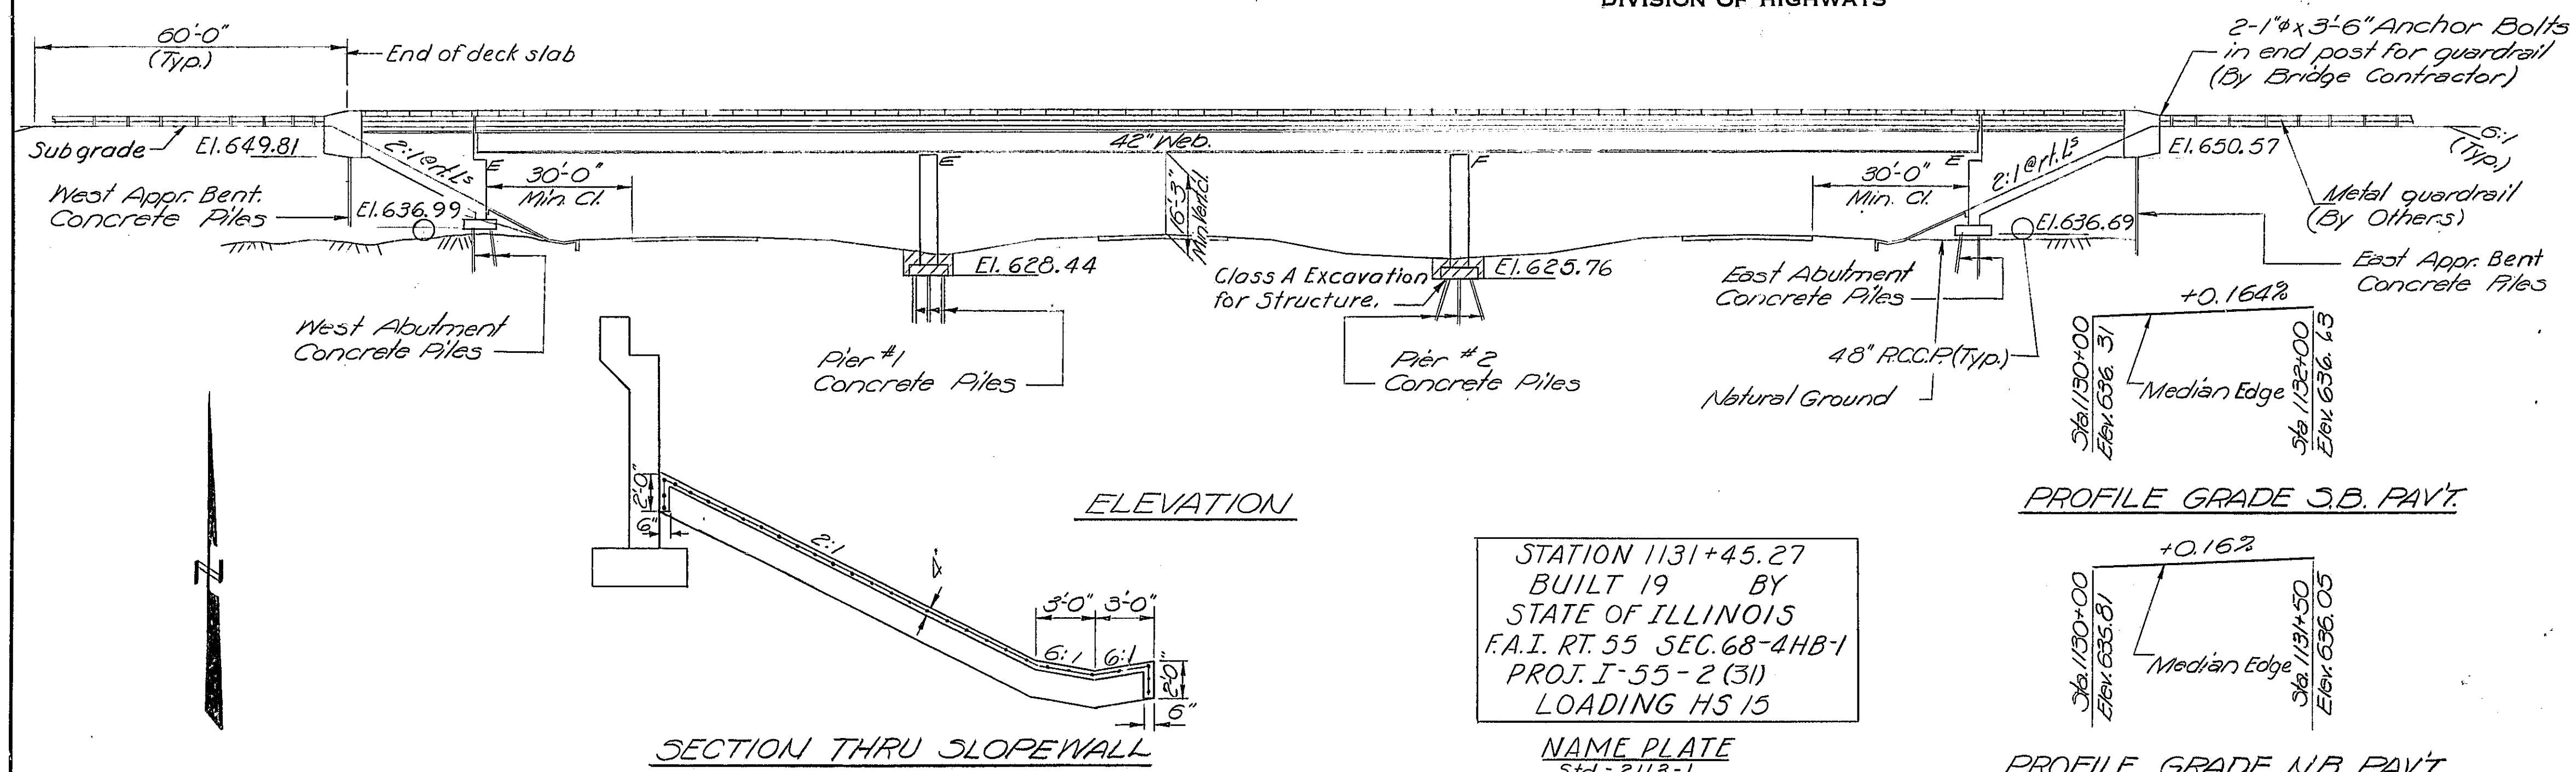 DIVISION OF HIGHWAYS
60'-0"
(Typ.)
End of deck slab
2-1"φx3'-6" Anchor Bolts
in end post for guardrail
(By Bridge Contractor)
Subgrade
El.649.81
2:1@rt.Ls
E
30'-0"
Min. Cl.
West Appr. Bent.
Concrete Piles
El.636.99
E
42" Web.
16'-3"
Min.Vert.Cl.
F
E
30'-0"
Min. Cl.
2:1@rt.Ls
El.650.57
6:1
(Typ.)
Metal guardrail
(By Others)
El.636.69
El. 628.44
Class A Excavation
for Structure.
El.625.76
East Abutment
Concrete Piles
East Appr. Bent
Concrete Piles
West Abutment
Concrete Piles
Pier #1
Concrete Piles
Pier #2
Concrete Piles
48" R.C.C.P.(Typ.)
Natural Ground
+0.164%
Sta.1130+00
Elev.636.31
Median Edge
Sta 1132+00
Elev.636.63
PROFILE GRADE S.B. PAV'T.
ELEVATION
2'-0"
6"
2:1
4"
3'-0"
3'-0"
6:1
6:1
2'-0"
6"
SECTION THRU SLOPEWALL
N
STATION 1131+45.27
BUILT 19 BY
STATE OF ILLINOIS
F.A.I. RT. 55 SEC.68-4HB-1
PROJ. I-55-2 (31)
LOADING HS 15
NAME PLATE
Std.-2113-1
+0.16%
Sta.1130+00
Elev.635.81
Median Edge
Sta.1131+50
Elev.636.05
PROFILE GRADE N.B. PAV'T.